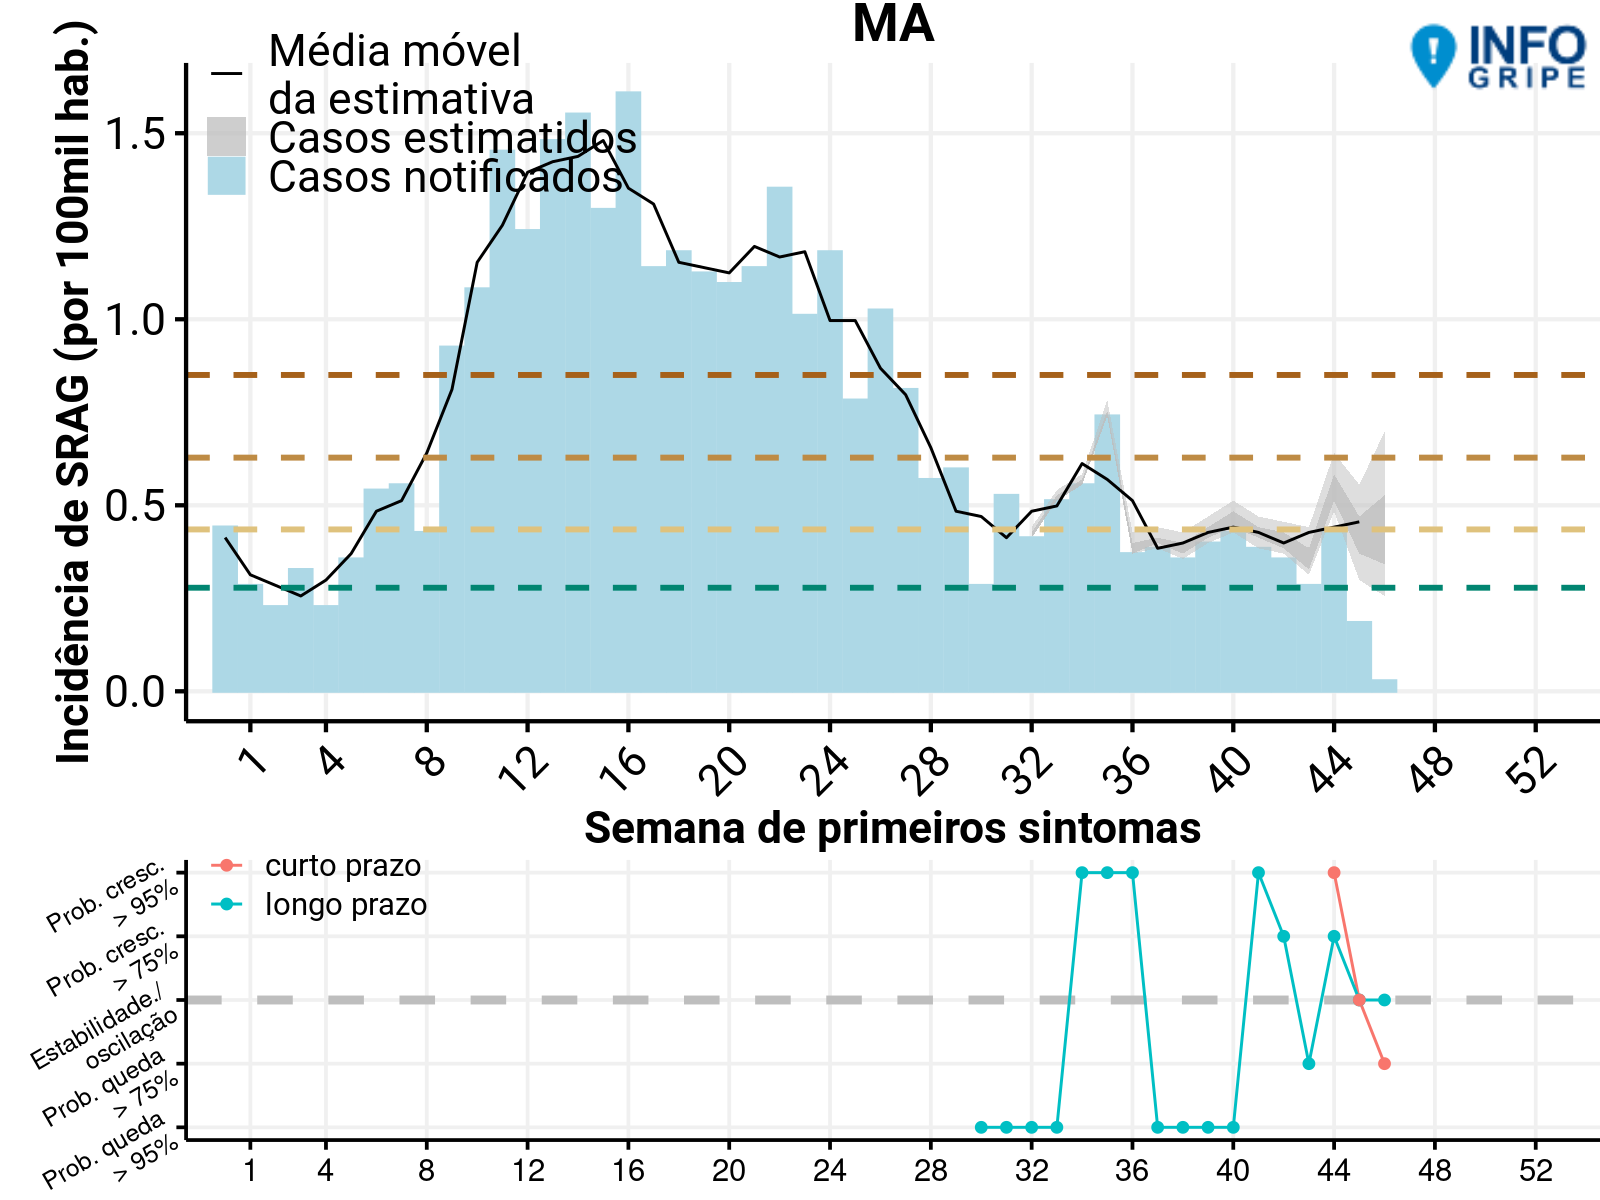 MA
INFO
GRIPE
Média móvel
da estimativa
Casos estimatidos
Casos notificados
Incidência de SRAG (por 100mil hab.)
1.5
1.0
0.5
0.0
1 4 8 12 16 20 24 28 32 36 40 44 48 52
Semana de primeiros sintomas
curto prazo
longo prazo
Prob. cresc.
> 95%
Prob. cresc.
> 75%
Estabilidade./
oscilação
Prob. queda
> 75%
Prob. queda
> 95%
1 4 8 12 16 20 24 28 32 36 40 44 48 52